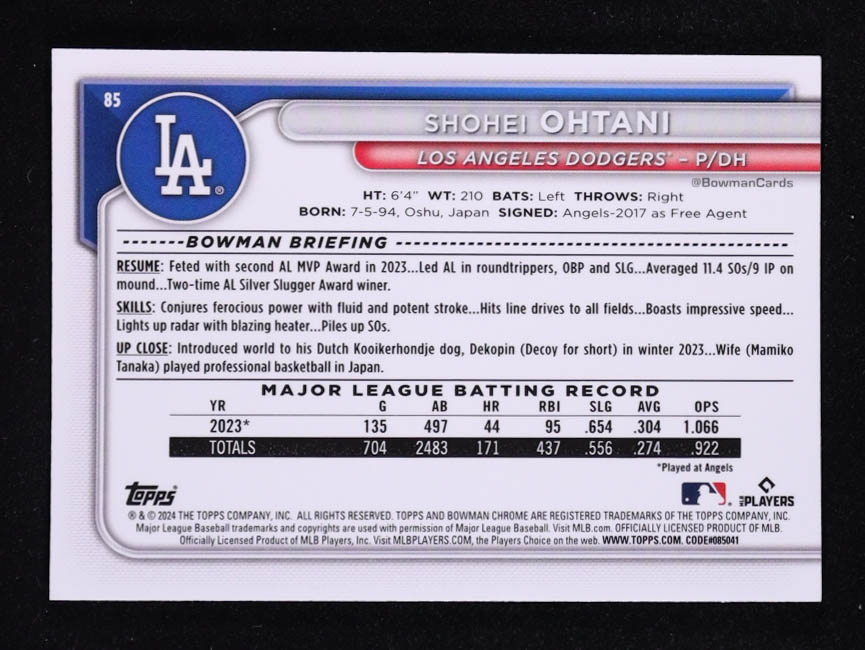 85
LA
SHOHEI OHTANI
LOS ANGELES DODGERS® – P/DH
@BowmanCards
HT: 6'4" WT: 210 BATS: Left THROWS: Right
BORN: 7-5-94, Oshu, Japan SIGNED: Angels-2017 as Free Agent
BOWMAN BRIEFING
RESUME: Feted with second AL MVP Award in 2023...Led AL in roundtrippers, OBP and SLG...Averaged 11.4 SOs/9 IP on
mound...Two-time AL Silver Slugger Award winer.
SKILLS: Conjures ferocious power with fluid and potent stroke...Hits line drives to all fields...Boasts impressive speed...
Lights up radar with blazing heater...Piles up SOs.
UP CLOSE: Introduced world to his Dutch Kooikerhondje dog, Dekopin (Decoy for short) in winter 2023...Wife (Mamiko
Tanaka) played professional basketball in Japan.
MAJOR LEAGUE BATTING RECORD
YR G AB HR RBI SLG AVG OPS
2023* 135 497 44 95 .654 .304 1.066
TOTALS 704 2483 171 437 .556 .274 .922
*Played at Angels
Topps® MLB PLAYERS
® & © 2024 THE TOPPS COMPANY, INC. ALL RIGHTS RESERVED. TOPPS AND BOWMAN CHROME ARE REGISTERED TRADEMARKS OF THE TOPPS COMPANY, INC.
Major League Baseball trademarks and copyrights are used with permission of Major League Baseball. Visit MLB.com. OFFICIALLY LICENSED PRODUCT OF MLB.
Officially Licensed Product of MLB Players, Inc. Visit MLBPLAYERS.COM, the Players Choice on the web. WWW.TOPPS.COM. CODE#085041